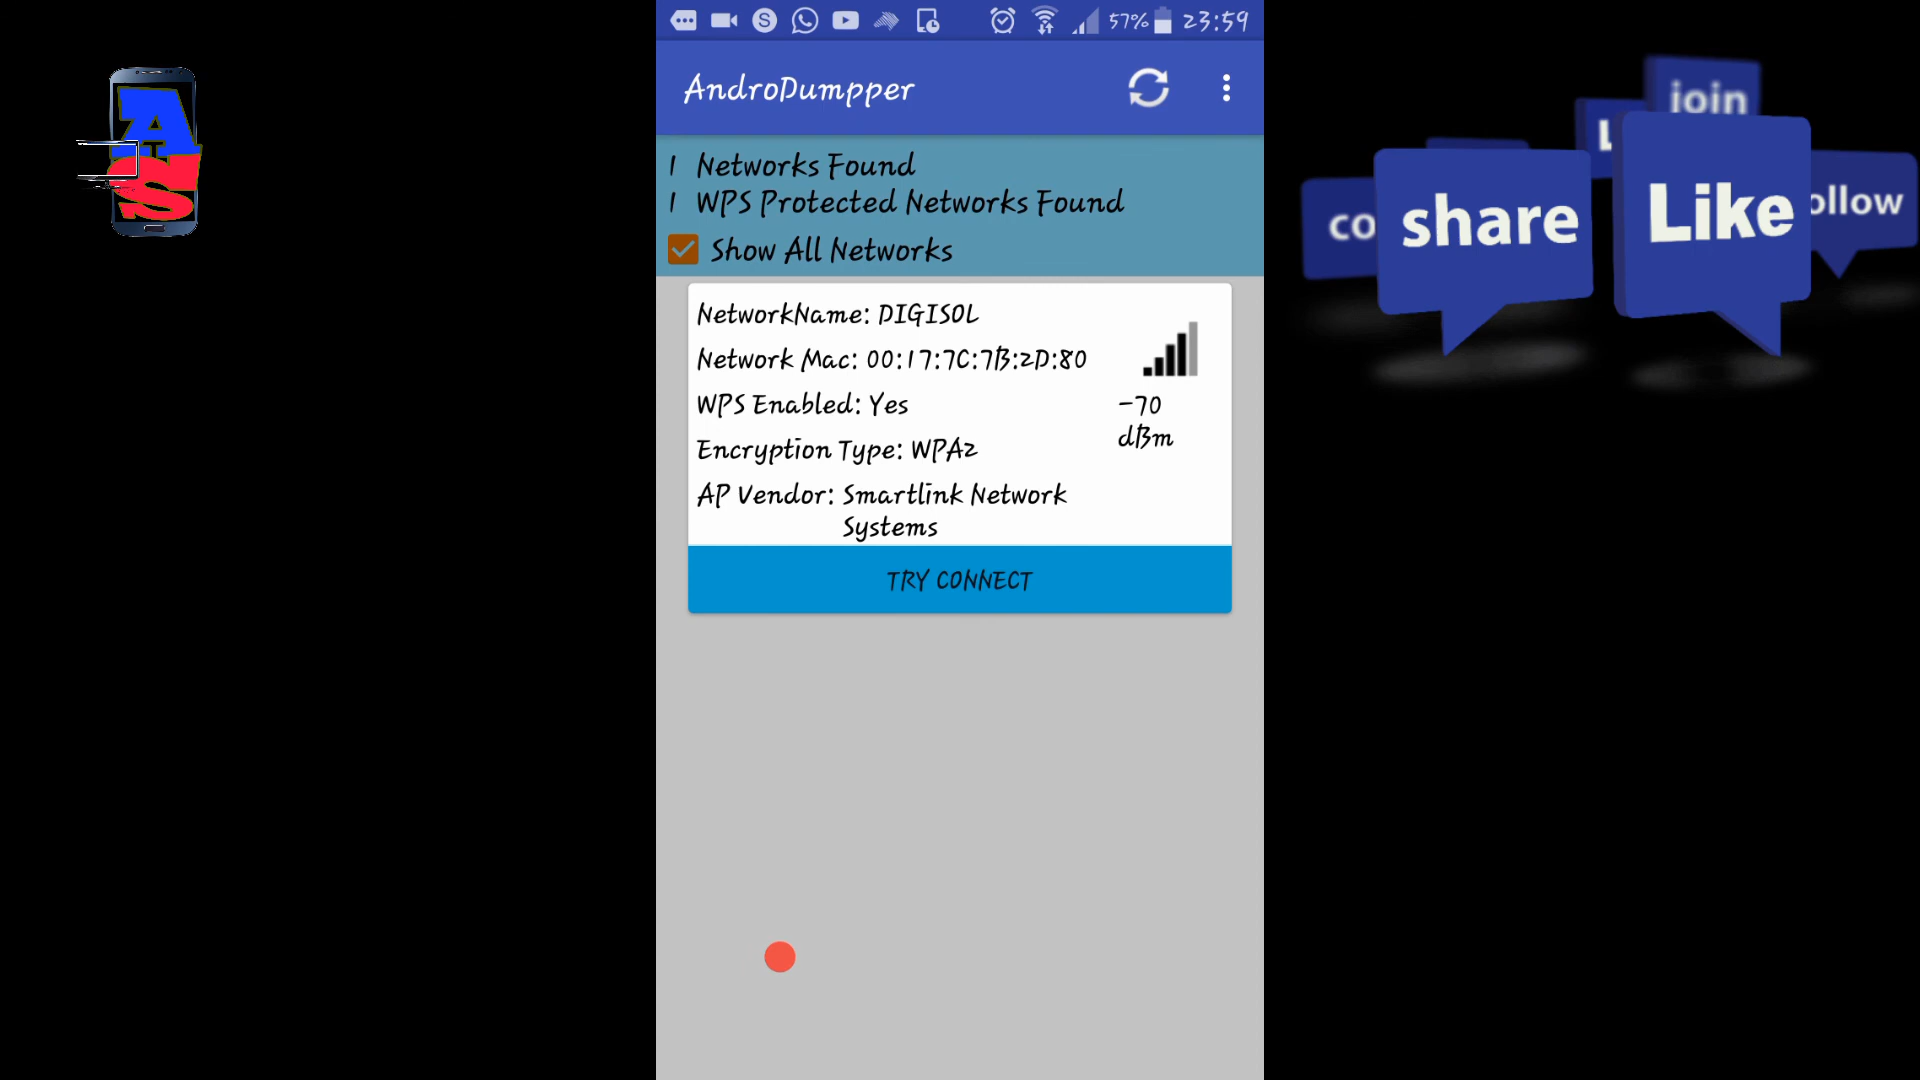 57% 23:59
AndroDumpper
1 Networks Found
1 WPS Protected Networks Found
Show All Networks
NetworkName: DIGISOL
Network Mac: 00:17:7C:7B:2D:80
WPS Enabled: Yes
-70
dBm
Encryption Type: WPA2
AP Vendor: Smartlink Network
Systems
TRY CONNECT
A
T
S
join
L
co
share
Like
ollow